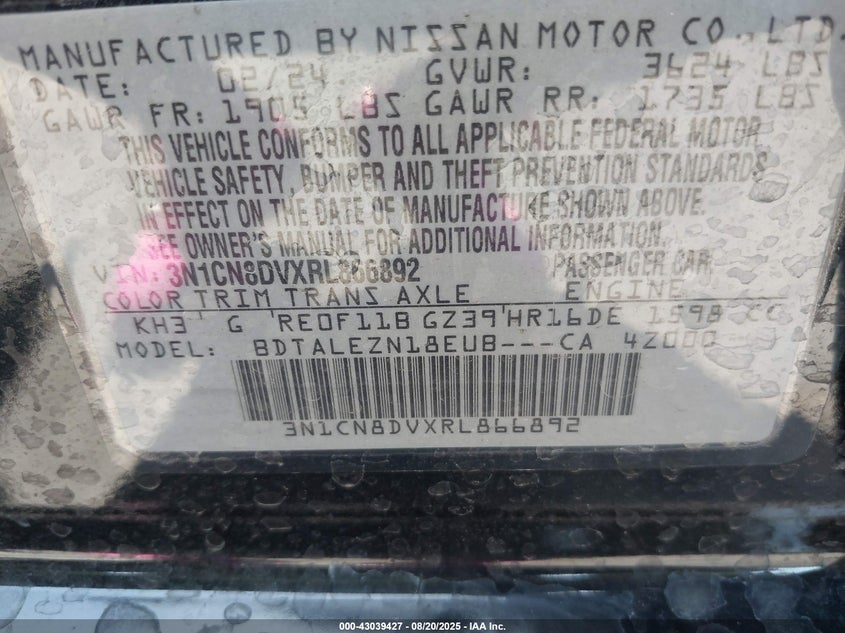 MANUFACTURED BY NISSAN MOTOR CO., LTD.
DATE: 02/24 GVWR: 3624 LBS
GAWR FR: 1905 LBS GAWR RR: 1735 LBS
THIS VEHICLE CONFORMS TO ALL APPLICABLE FEDERAL MOTOR
VEHICLE SAFETY, BUMPER AND THEFT PREVENTION STANDARDS
IN EFFECT ON THE DATE OF MANUFACTURE SHOWN ABOVE.
SEE OWNER'S MANUAL FOR ADDITIONAL INFORMATION.
VIN: 3N1CN8DVXRL866892 PASSENGER CAR
COLOR TRIM TRANS AXLE ENGINE
KH3 G RE0F11B GZ39 HR16DE 1598 CC
MODEL: BDTALEZN18EUB---CA 42000
3N1CN8DVXRL866892
000-43039427 - 08/20/2025 - IAA Inc.